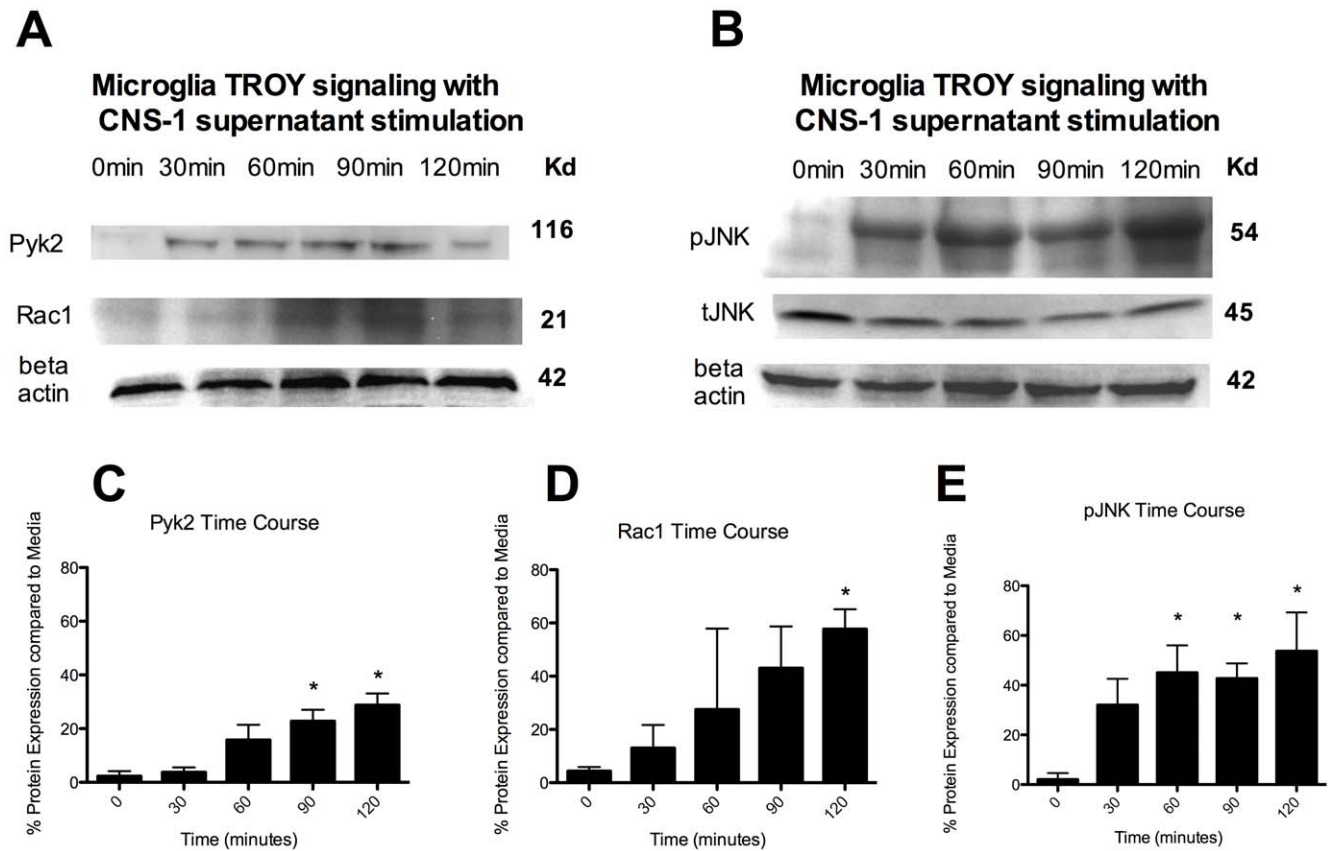 A
Microglia TROY signaling with
CNS-1 supernatant stimulation
0min 30min 60min 90min 120min Kd
Pyk2 116
Rac1 21
beta
actin 42
B
Microglia TROY signaling with
CNS-1 supernatant stimulation
0min 30min 60min 90min 120min Kd
pJNK 54
tJNK 45
beta
actin 42
C
Pyk2 Time Course
% Protein Expression compared to Media
80
60
40
20
0
0 30 60 90 120
* *
Time (minutes)
D
Rac1 Time Course
% Protein Expression compared to Media
80
60
40
20
0
0 30 60 90 120
*
Time (minutes)
E
pJNK Time Course
% Protein Expression compared to Media
80
60
40
20
0
0 30 60 90 120
* * *
Time (minutes)